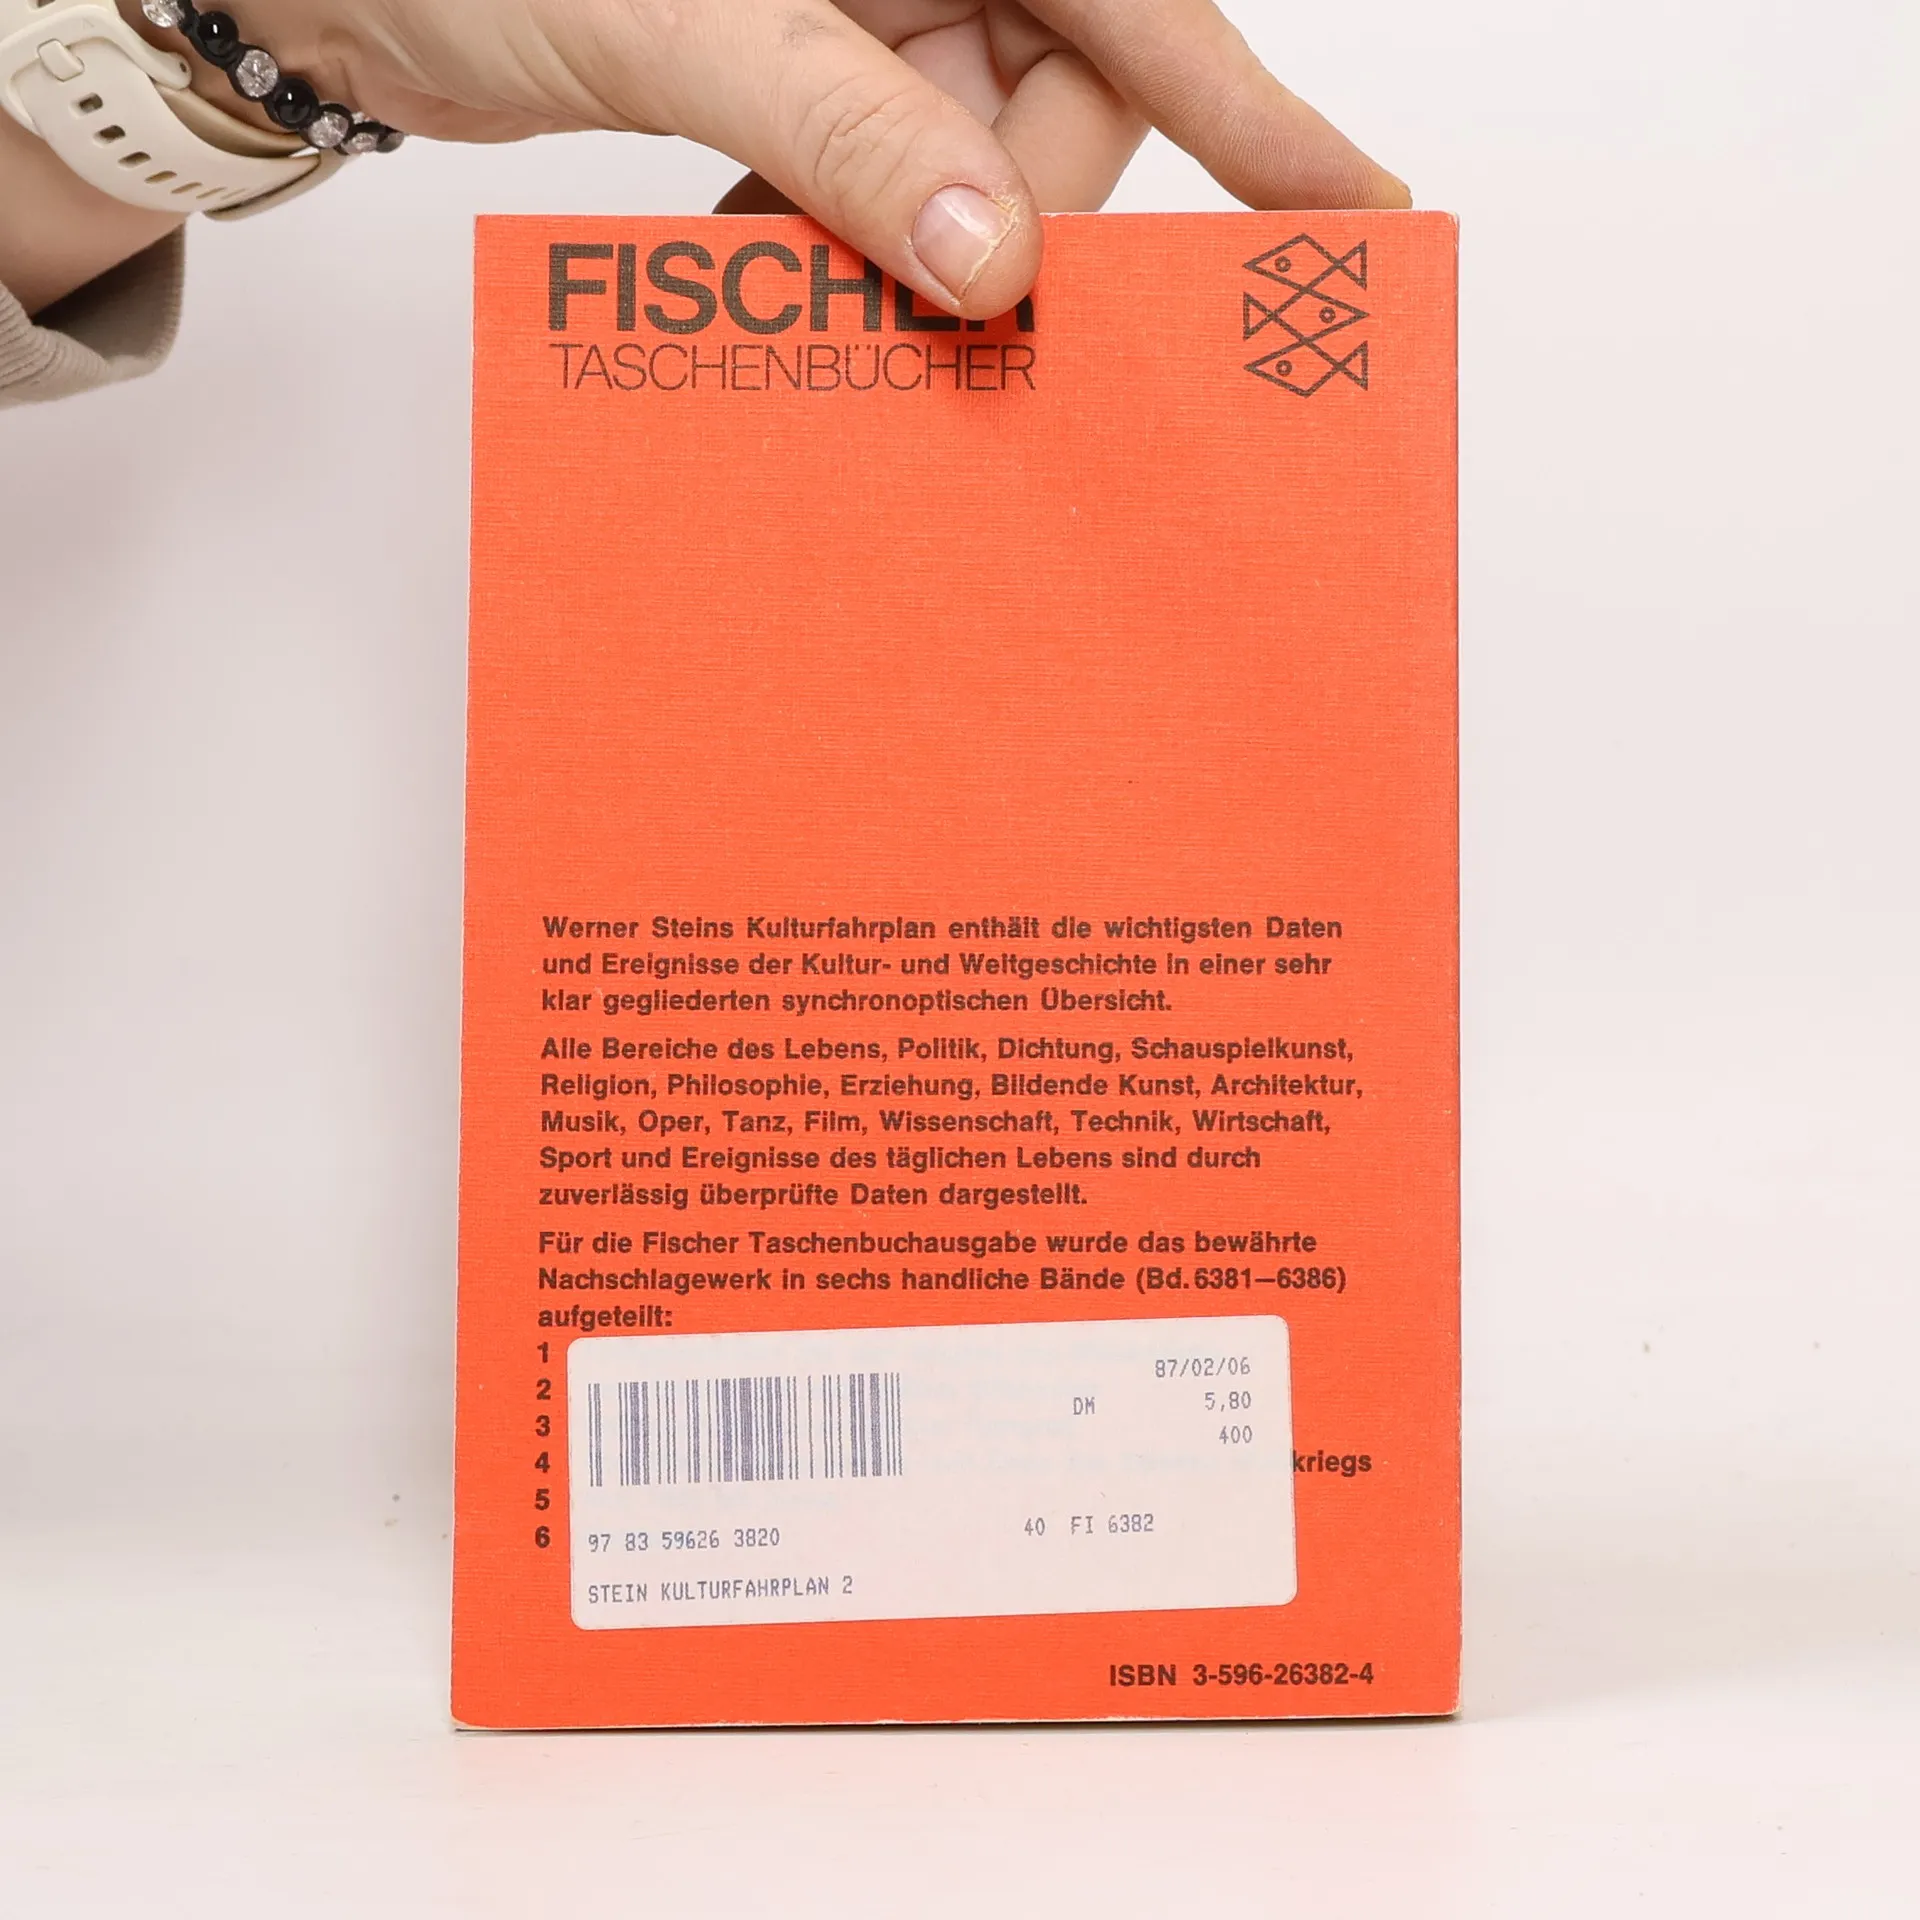 FISCHER
TASCHENBÜCHER
Werner Steins Kulturfahrplan enthält die wichtigsten Daten
und Ereignisse der Kultur- und Weltgeschichte in einer sehr
klar gegliederten synchronoptischen Übersicht.
Alle Bereiche des Lebens, Politik, Dichtung, Schauspielkunst,
Religion, Philosophie, Erziehung, Bildende Kunst, Architektur,
Musik, Oper, Tanz, Film, Wissenschaft, Technik, Wirtschaft,
Sport und Ereignisse des täglichen Lebens sind durch
zuverlässig überprüfte Daten dargestellt.
Für die Fischer Taschenbuchausgabe wurde das bewährte
Nachschlagewerk in sechs handliche Bände (Bd. 6381—6386)
aufgeteilt:
1
2
3
4 kriegs
5
6
87/02/06
DM 5,80
400
97 83 59626 3820 40 FI 6382
STEIN KULTURFAHRPLAN 2
ISBN 3-596-26382-4